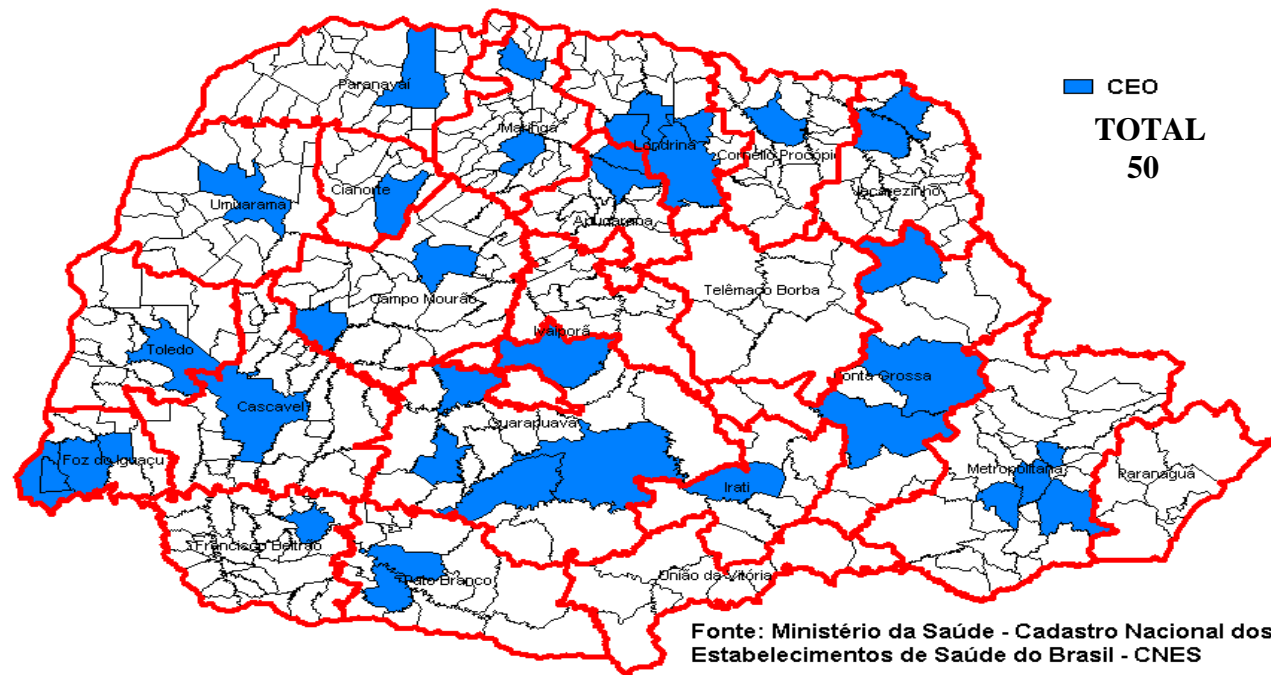 CEO
TOTAL
50
Paranavaí
Maringá
Londrina
Cornélio Procópio
Jacarezinho
Cianorte
Umuarama
Apucarana
Campo Mourão
Telêmaco Borba
Ivaiporã
Toledo
Ponta Grossa
Cascavel
Guarapuava
Foz do Iguaçu
Metropolitana
Paranaguá
Irati
Francisco Beltrão
Pato Branco
União da Vitória
Fonte: Ministério da Saúde - Cadastro Nacional dos
Estabelecimentos de Saúde do Brasil - CNES